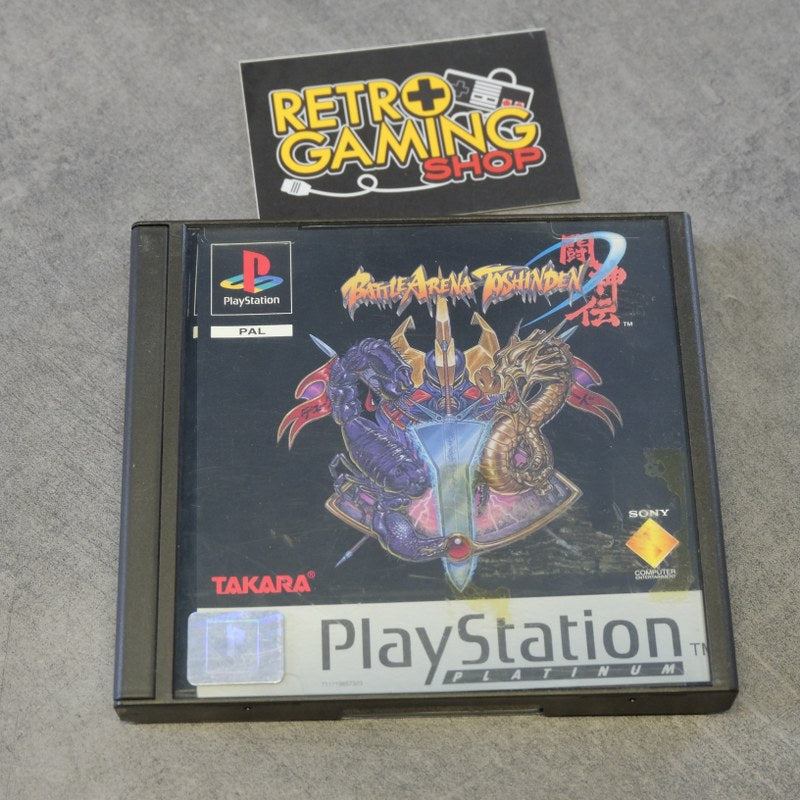 RETRO
GAMING
SHOP
PlayStation
PAL
BATTLE ARENA TOSHINDEN
闘神伝
TM
SONY
COMPUTER
ENTERTAINMENT
TAKARA®
PlayStation TM
PLATINUM